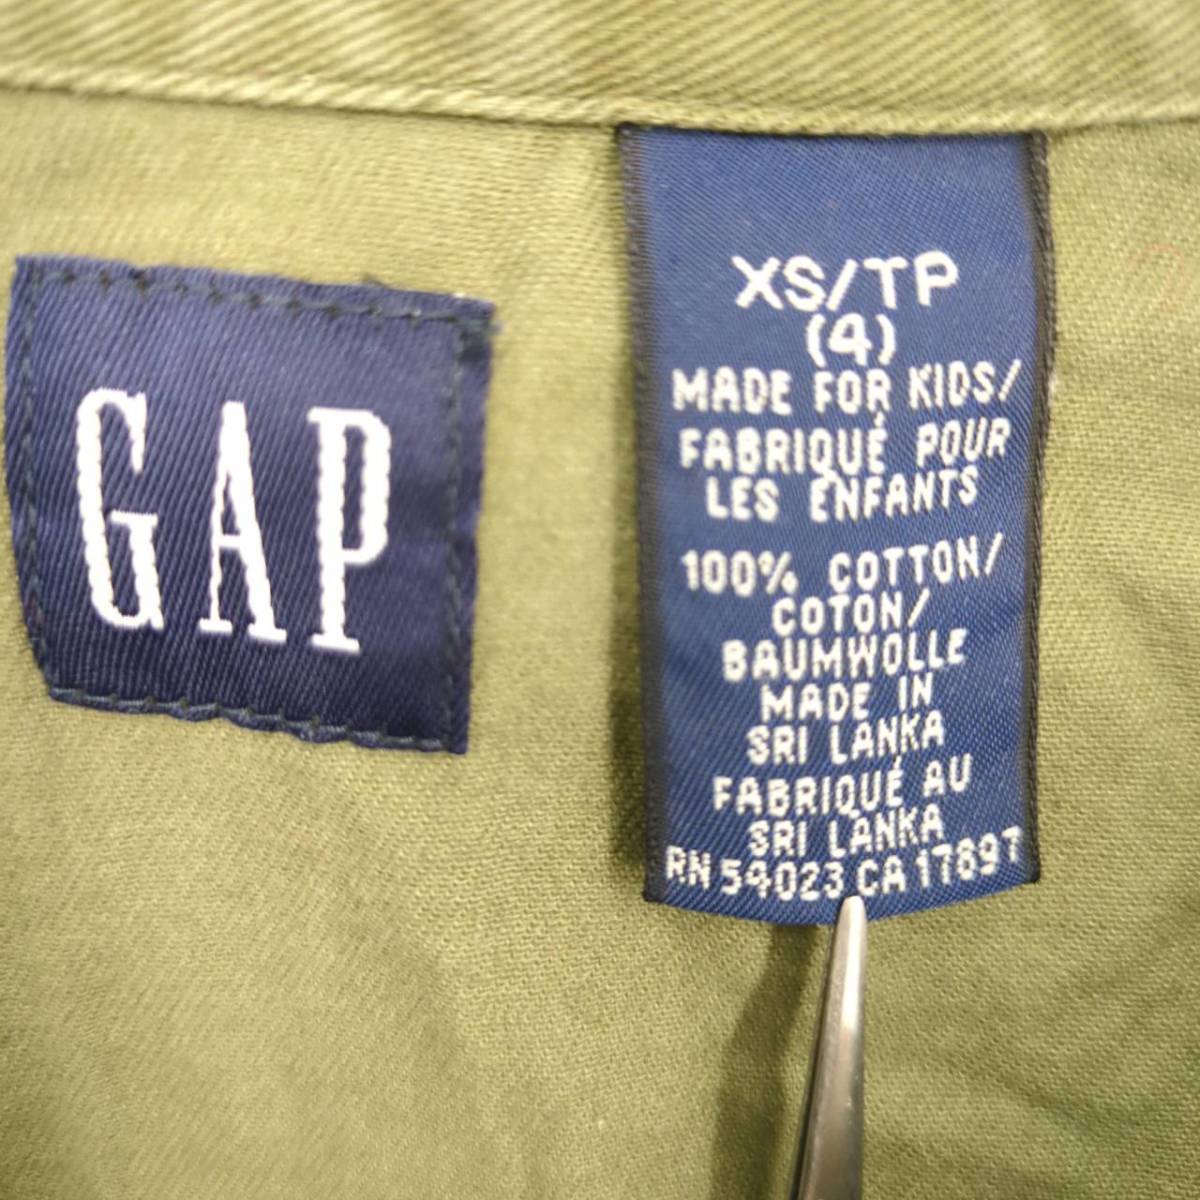 GAP
XS/TP
(4)
MADE FOR KIDS/
FABRIQUÉ POUR
LES ENFANTS
100% COTTON/
COTON/
BAUMWOLLE
MADE IN
SRI LANKA
FABRIQUÉ AU
SRI LANKA
RN 54023 CA 17897